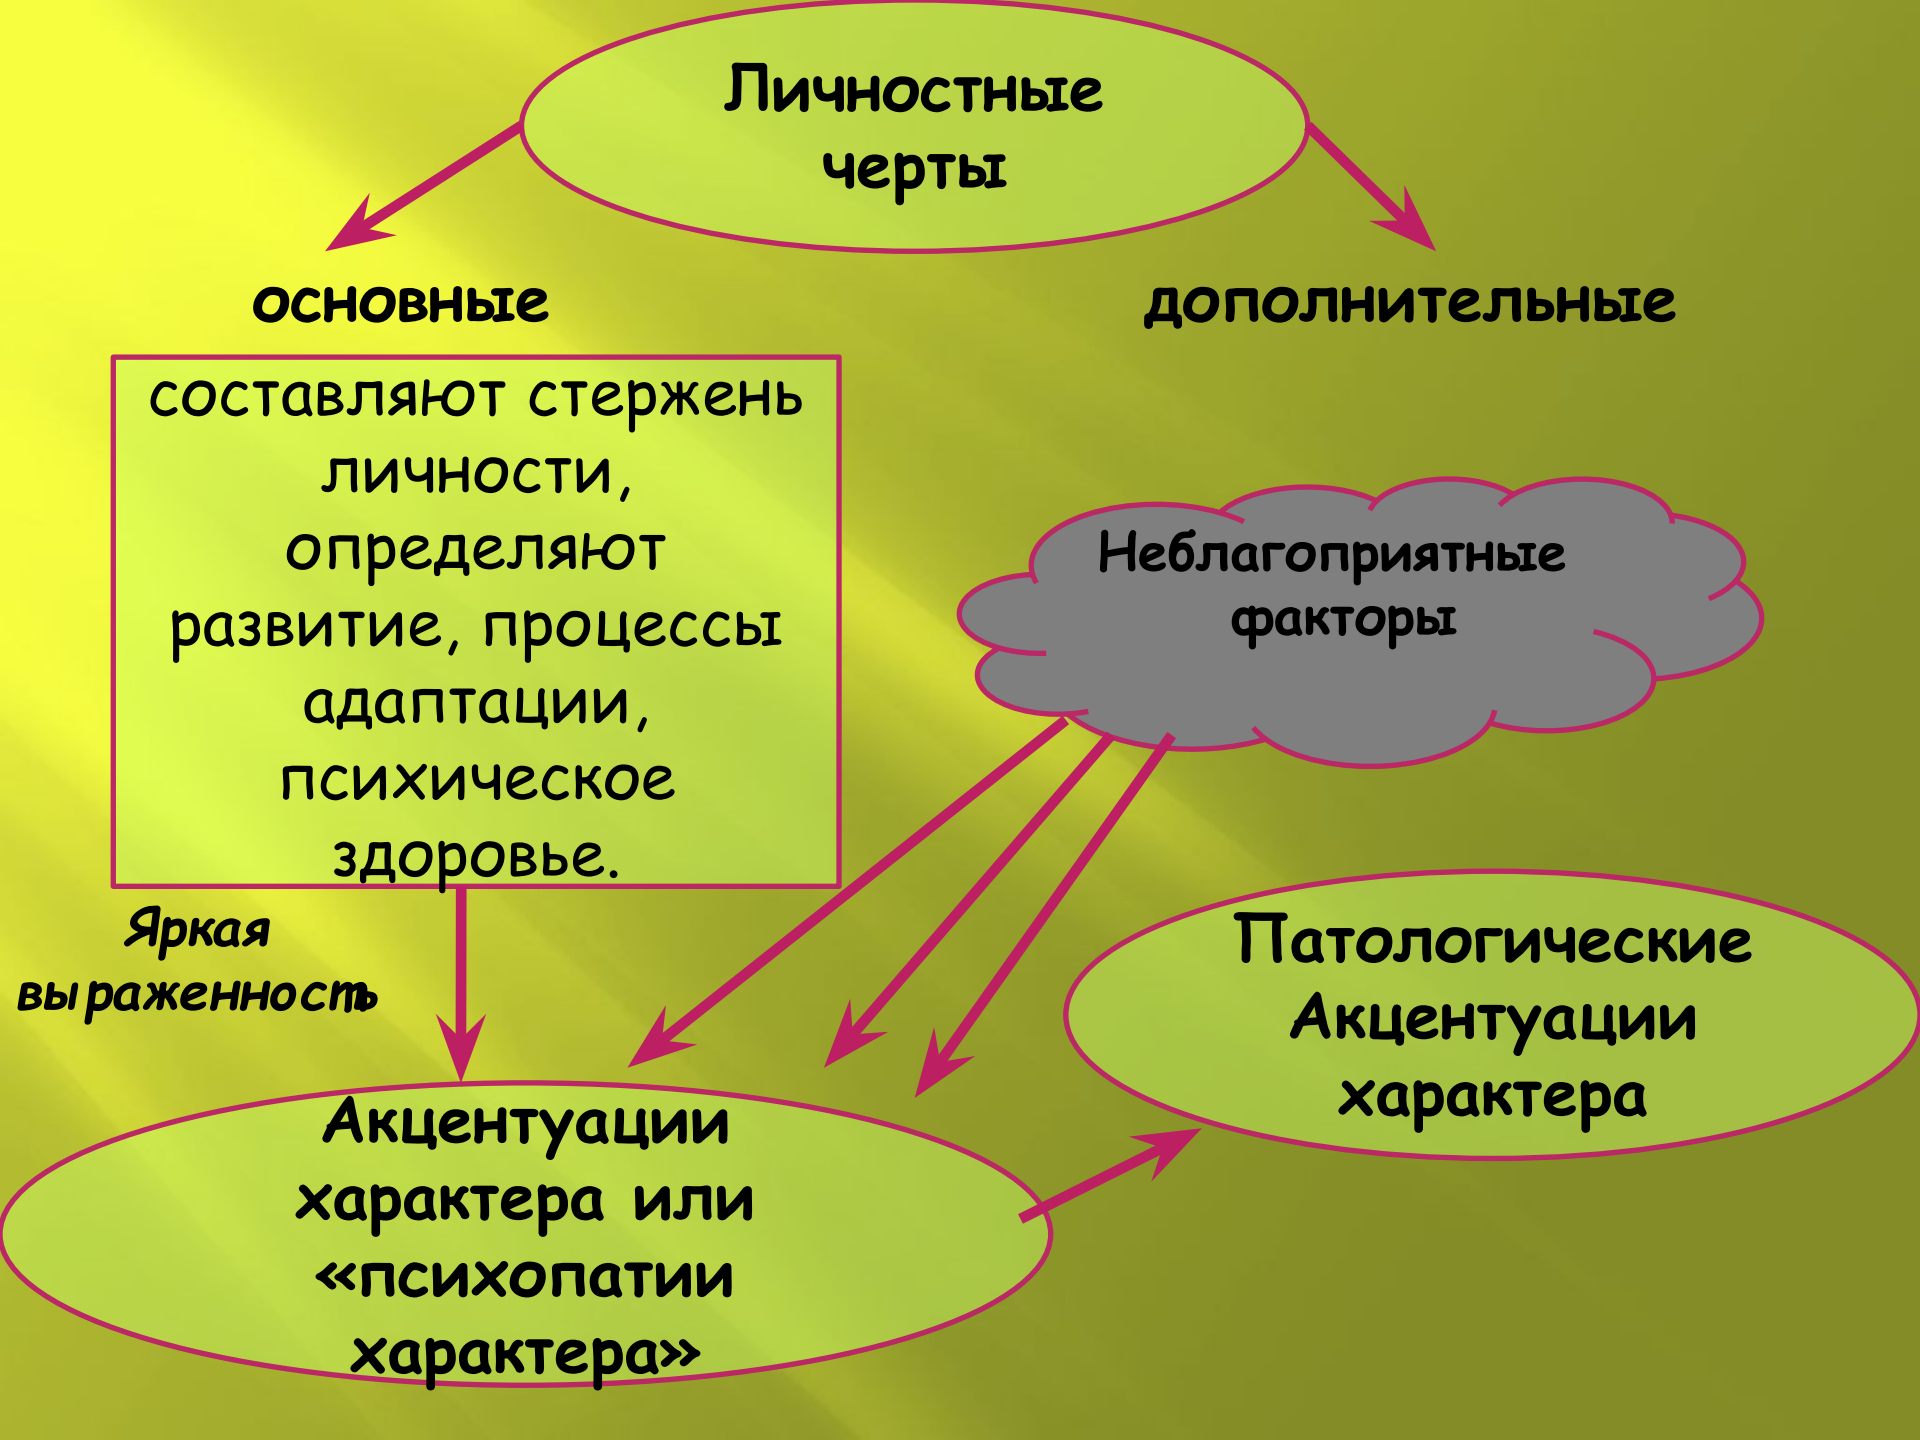 Личностные
черты
основные
дополнительные
составляют стержень
личности,
определяют
развитие, процессы
адаптации,
психическое
здоровье.
Неблагоприятные
факторы
Яркая
выраженность
Патологические
Акцентуации
характера
Акцентуации
характера или
«психопатии
характера»